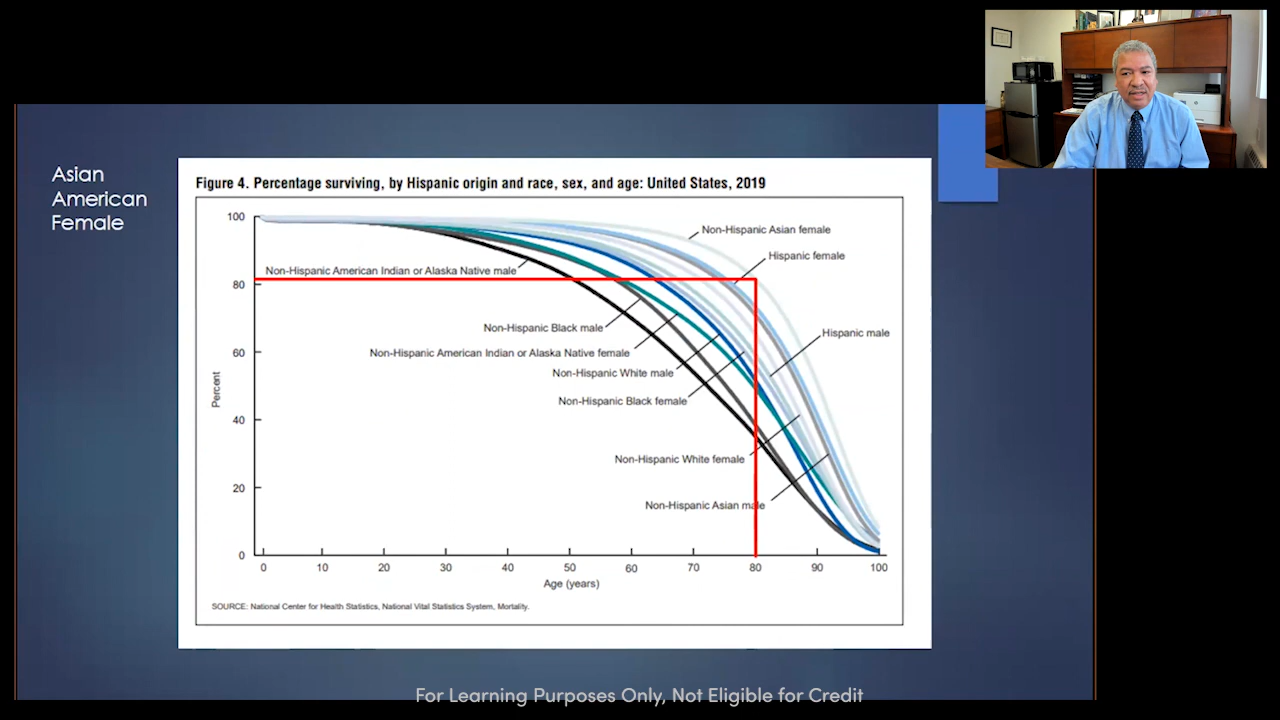 Asian
American
Female
Figure 4. Percentage surviving, by Hispanic origin and race, sex, and age: United States, 2019
100
80
60
40
20
0
Percent
Non-Hispanic Asian female
Hispanic female
Non-Hispanic American Indian or Alaska Native male
Non-Hispanic Black male
Hispanic male
Non-Hispanic American Indian or Alaska Native female
Non-Hispanic White male
Non-Hispanic Black female
Non-Hispanic White female
Non-Hispanic Asian male
0 10 20 30 40 50 60 70 80 90 100
Age (years)
SOURCE: National Center for Health Statistics, National Vital Statistics System, Mortality.
For Learning Purposes Only, Not Eligible for Credit